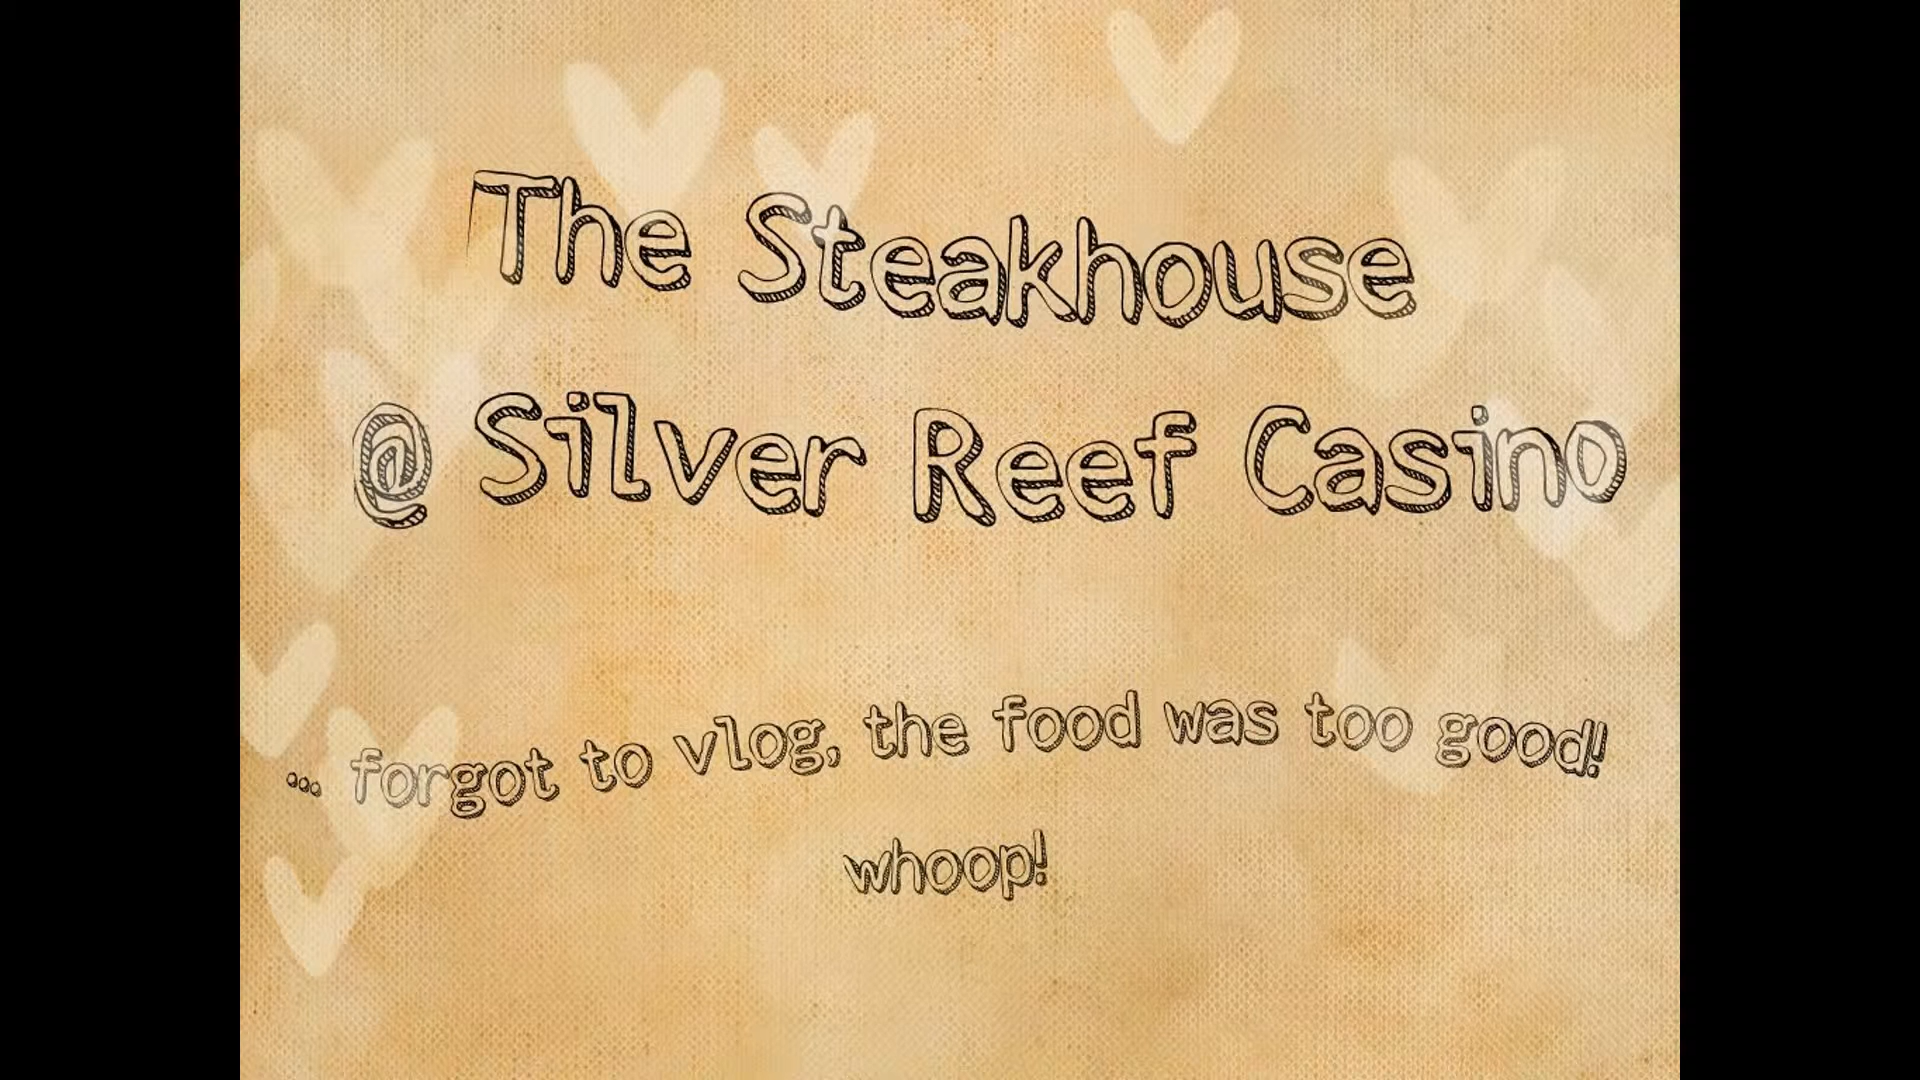 The Steakhouse
@ Silver Reef Casino
... forgot to vlog, the food was too good!
whoop!